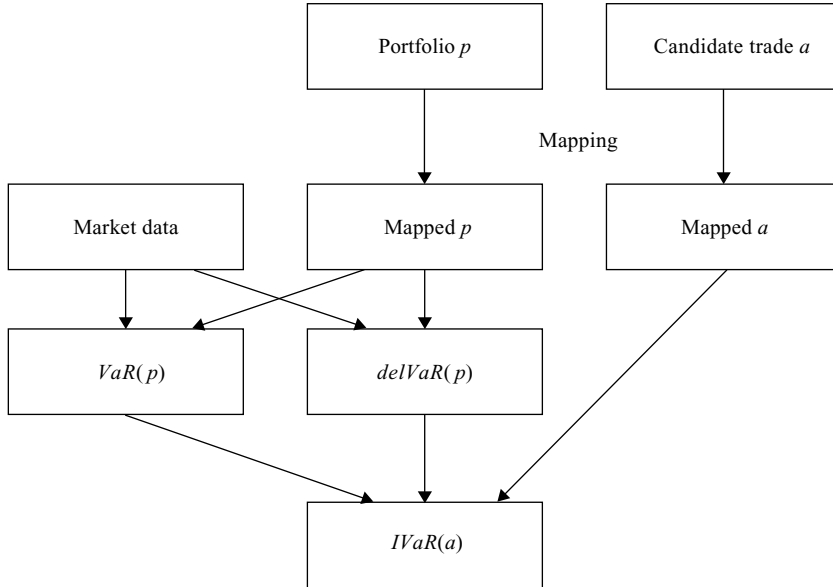 Portfolio p
Candidate trade a
Mapping
Market data
Mapped p
Mapped a
VaR( p)
delVaR( p)
IVaR(a)